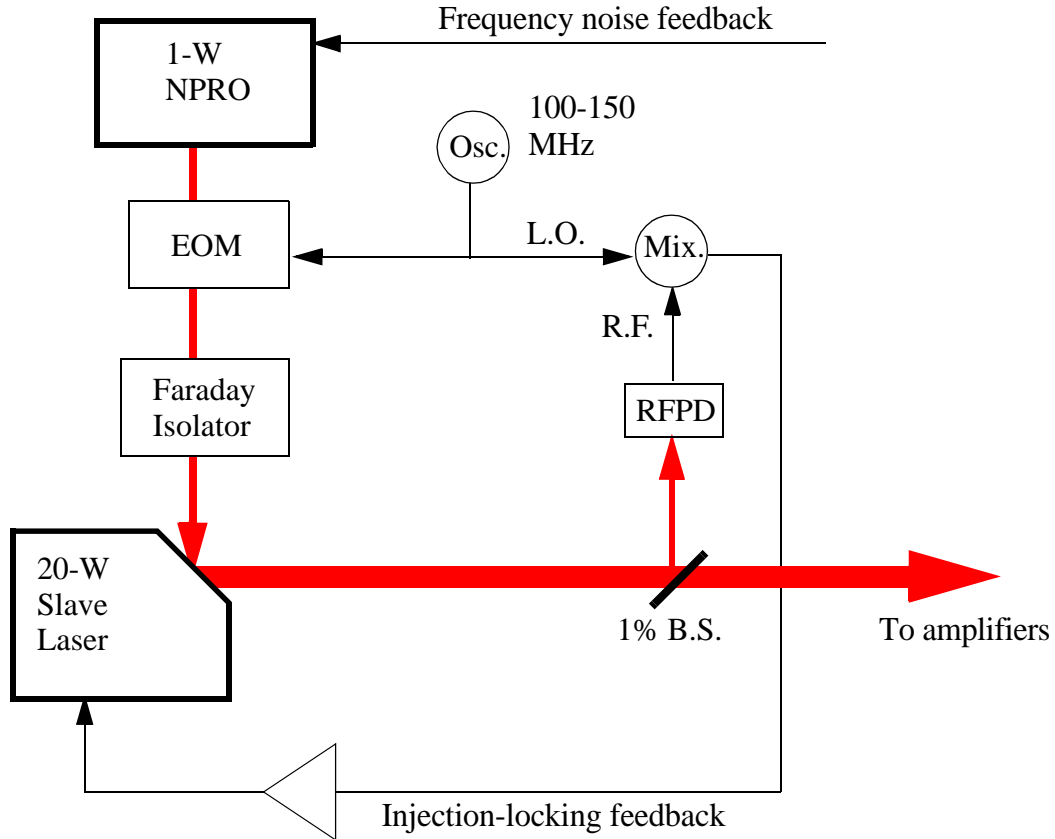 Frequency noise feedback
1-W
NPRO
100-150
MHz
Osc.
EOM
L.O.
Mix.
R.F.
Faraday
Isolator
RFPD
20-W
Slave
Laser
1% B.S.
To amplifiers
Injection-locking feedback